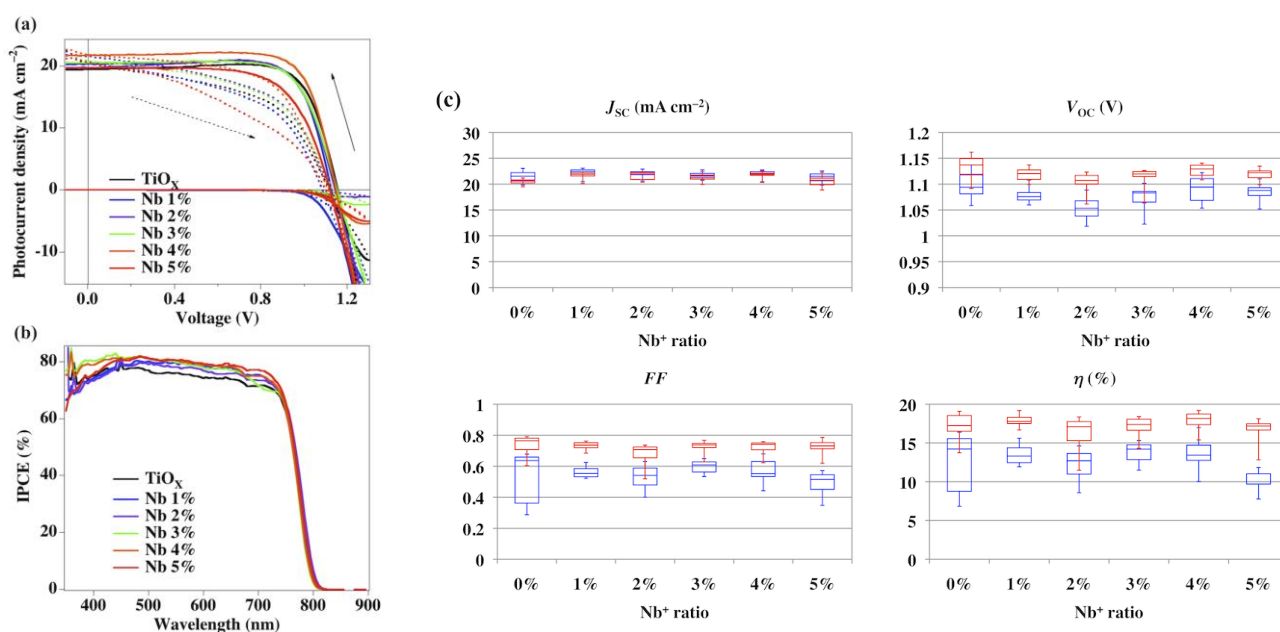 (a)
Photocurrent density (mA cm⁻²)
20
10
0
-10
TiOₓ
Nb 1%
Nb 2%
Nb 3%
Nb 4%
Nb 5%
0.0 0.4 0.8 1.2
Voltage (V)
(b)
IPCE (%)
80
60
40
20
0
TiOₓ
Nb 1%
Nb 2%
Nb 3%
Nb 4%
Nb 5%
400 500 600 700 800 900
Wavelength (nm)
(c)
J_SC (mA cm⁻²)
30
25
20
15
10
5
0
0% 1% 2% 3% 4% 5%
Nb⁺ ratio
V_OC (V)
1.2
1.15
1.1
1.05
1
0.95
0.9
0% 1% 2% 3% 4% 5%
Nb⁺ ratio
FF
1
0.8
0.6
0.4
0.2
0
0% 1% 2% 3% 4% 5%
Nb⁺ ratio
η (%)
20
15
10
5
0
0% 1% 2% 3% 4% 5%
Nb⁺ ratio